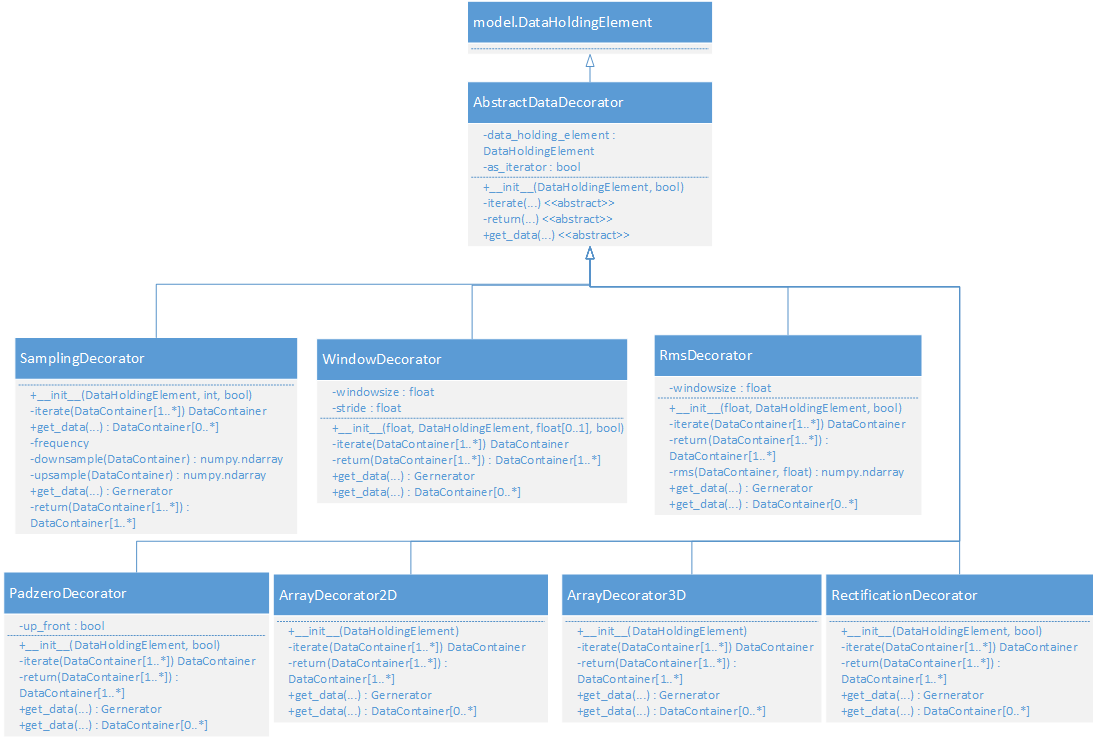 model.DataHoldingElement
AbstractDataDecorator
-data_holding_element :
DataHoldingElement
-as_iterator : bool
+__init__(DataHoldingElement, bool)
-iterate(...) <<abstract>>
-return(...) <<abstract>>
+get_data(...) <<abstract>>
SamplingDecorator
+__init__(DataHoldingElement, int, bool)
-iterate(DataContainer[1..*]) DataContainer
+get_data(...) : DataContainer[0..*]
-frequency
-downsample(DataContainer) : numpy.ndarray
-upsample(DataContainer) : numpy.ndarray
+get_data(...) : Gernerator
-return(DataContainer[1..*]) :
DataContainer[1..*]
WindowDecorator
-windowsize : float
-stride : float
+__init__(float, DataHoldingElement, float[0..1], bool)
-iterate(DataContainer[1..*]) DataContainer
-return(DataContainer[1..*]) : DataContainer[1..*]
+get_data(...) : Gernerator
+get_data(...) : DataContainer[0..*]
RmsDecorator
-windowsize : float
+__init__(float, DataHoldingElement, bool)
-iterate(DataContainer[1..*]) DataContainer
-return(DataContainer[1..*]) :
DataContainer[1..*]
-rms(DataContainer, float) : numpy.ndarray
+get_data(...) : Gernerator
+get_data(...) : DataContainer[0..*]
PadzeroDecorator
-up_front : bool
+__init__(DataHoldingElement, bool)
-iterate(DataContainer[1..*]) DataContainer
-return(DataContainer[1..*]) :
DataContainer[1..*]
+get_data(...) : Gernerator
+get_data(...) : DataContainer[0..*]
ArrayDecorator2D
+__init__(DataHoldingElement)
-iterate(DataContainer[1..*]) DataContainer
-return(DataContainer[1..*]) :
DataContainer[1..*]
+get_data(...) : Gernerator
+get_data(...) : DataContainer[0..*]
ArrayDecorator3D
+__init__(DataHoldingElement)
-iterate(DataContainer[1..*]) DataContainer
-return(DataContainer[1..*]) :
DataContainer[1..*]
+get_data(...) : Gernerator
+get_data(...) : DataContainer[0..*]
RectificationDecorator
+__init__(DataHoldingElement, bool)
-iterate(DataContainer[1..*]) DataContainer
-return(DataContainer[1..*]) :
DataContainer[1..*]
+get_data(...) : Gernerator
+get_data(...) : DataContainer[0..*]